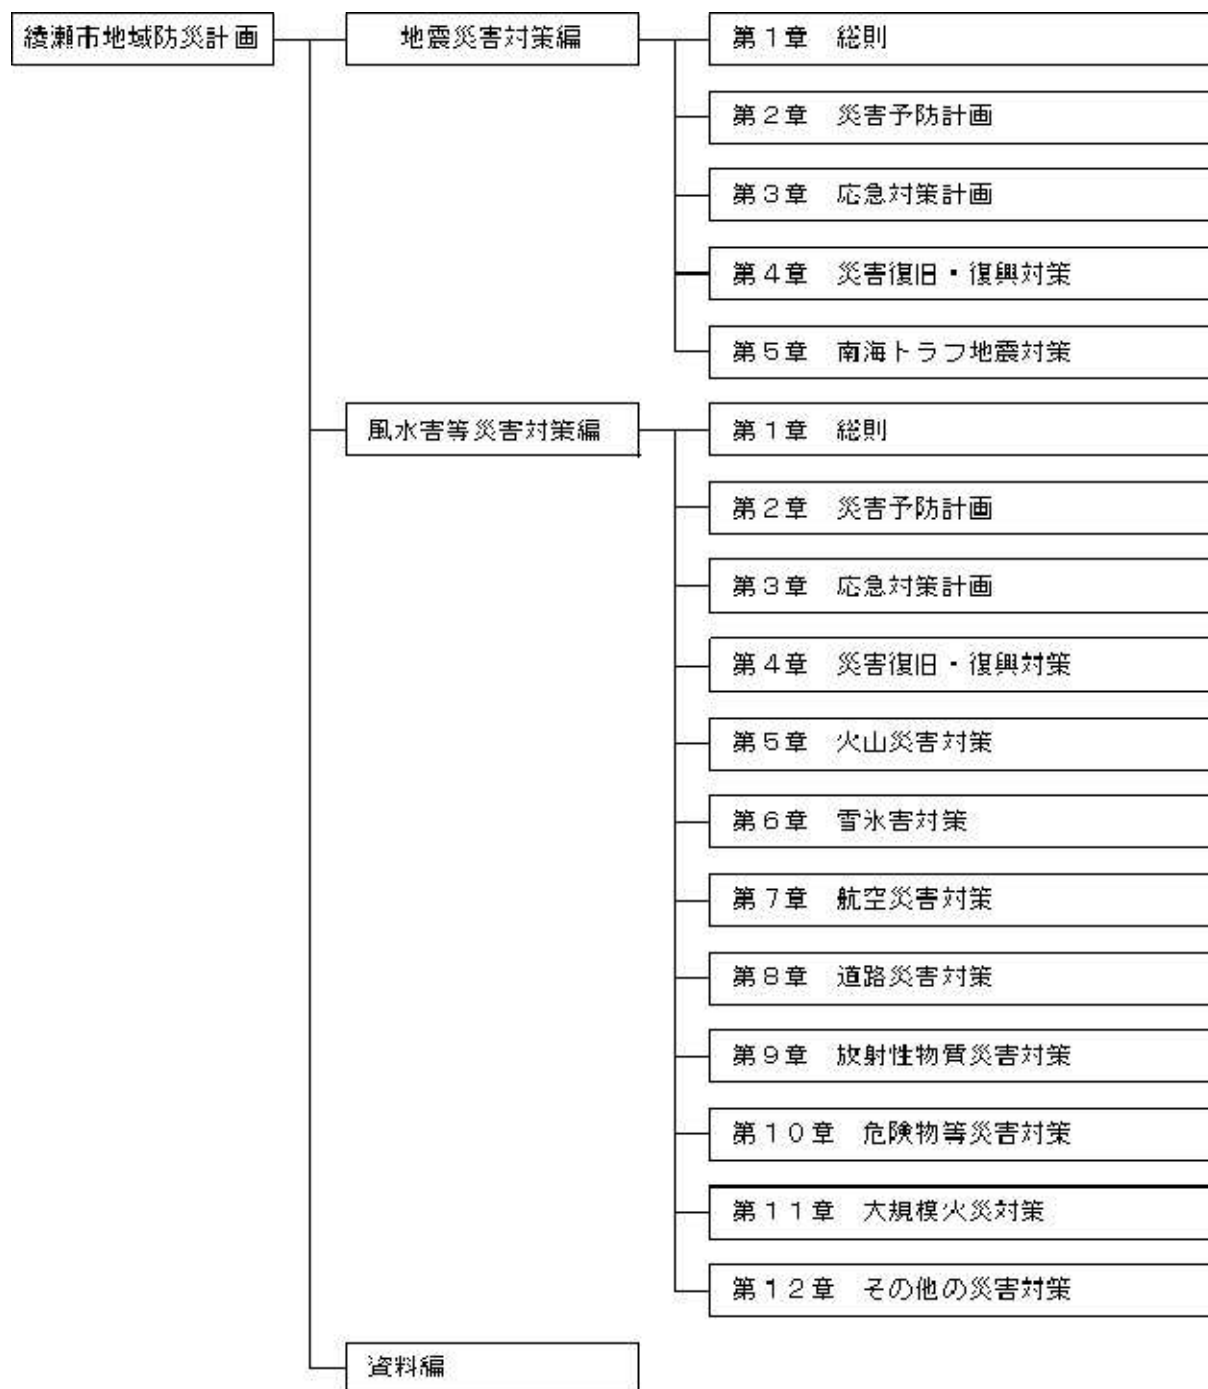 綾瀬市地域防災計画
地震災害対策編
第１章　総則
第２章　災害予防計画
第３章　応急対策計画
第４章　災害復旧・復興対策
第５章　南海トラフ地震対策
風水害等災害対策編
第１章　総則
第２章　災害予防計画
第３章　応急対策計画
第４章　災害復旧・復興対策
第５章　火山災害対策
第６章　雪氷害対策
第７章　航空災害対策
第８章　道路災害対策
第９章　放射性物質災害対策
第１０章　危険物等災害対策
第１１章　大規模火災対策
第１２章　その他の災害対策
資料編